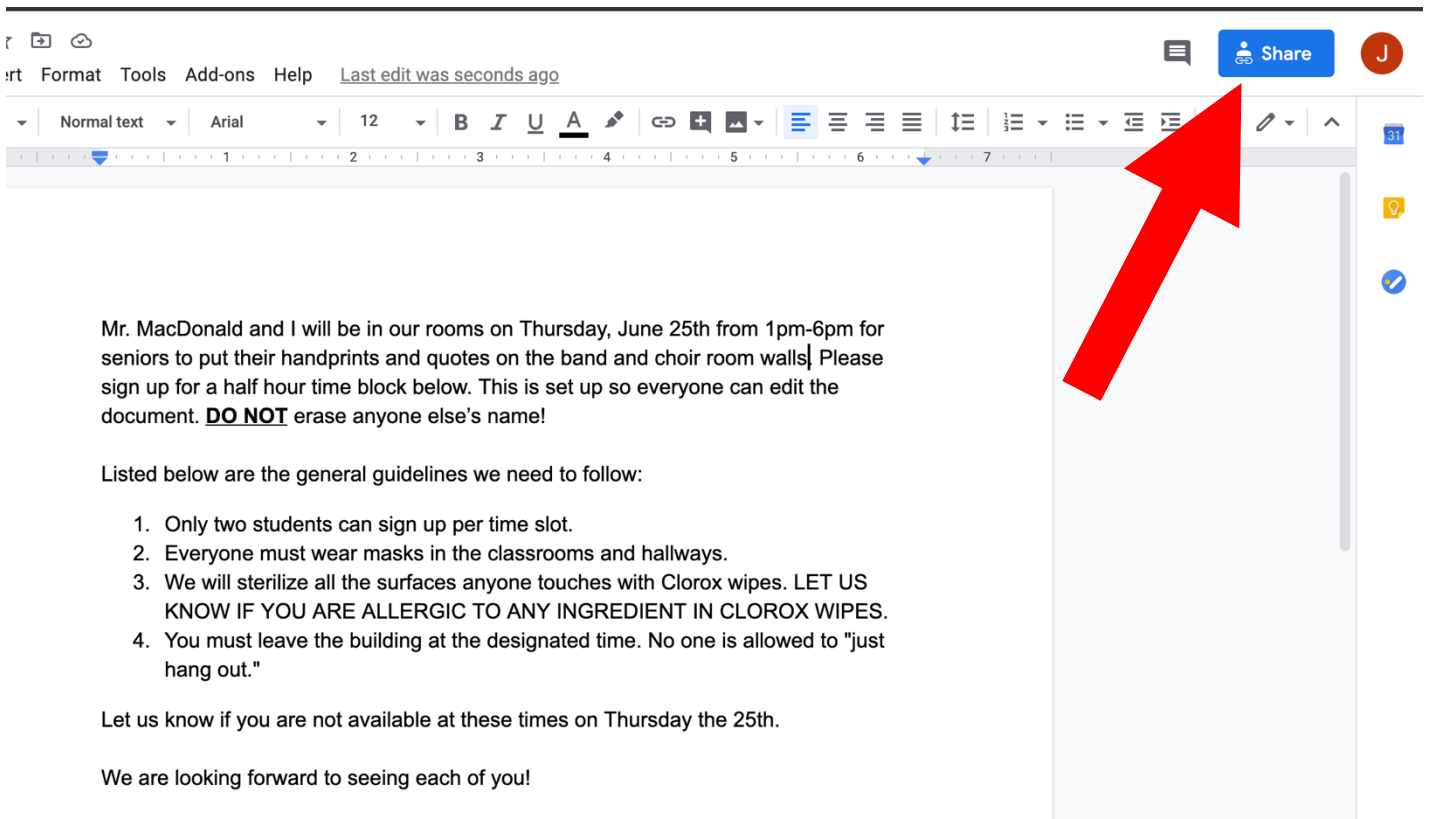 Share
J
Format Tools Add-ons Help Last edit was seconds ago
Normal text Arial 12 B I U A
31
1 2 3 4 5 6 7
Mr. MacDonald and I will be in our rooms on Thursday, June 25th from 1pm-6pm for
seniors to put their handprints and quotes on the band and choir room walls. Please
sign up for a half hour time block below. This is set up so everyone can edit the
document. DO NOT erase anyone else’s name!
Listed below are the general guidelines we need to follow:
1. Only two students can sign up per time slot.
2. Everyone must wear masks in the classrooms and hallways.
3. We will sterilize all the surfaces anyone touches with Clorox wipes. LET US
KNOW IF YOU ARE ALLERGIC TO ANY INGREDIENT IN CLOROX WIPES.
4. You must leave the building at the designated time. No one is allowed to "just
hang out."
Let us know if you are not available at these times on Thursday the 25th.
We are looking forward to seeing each of you!